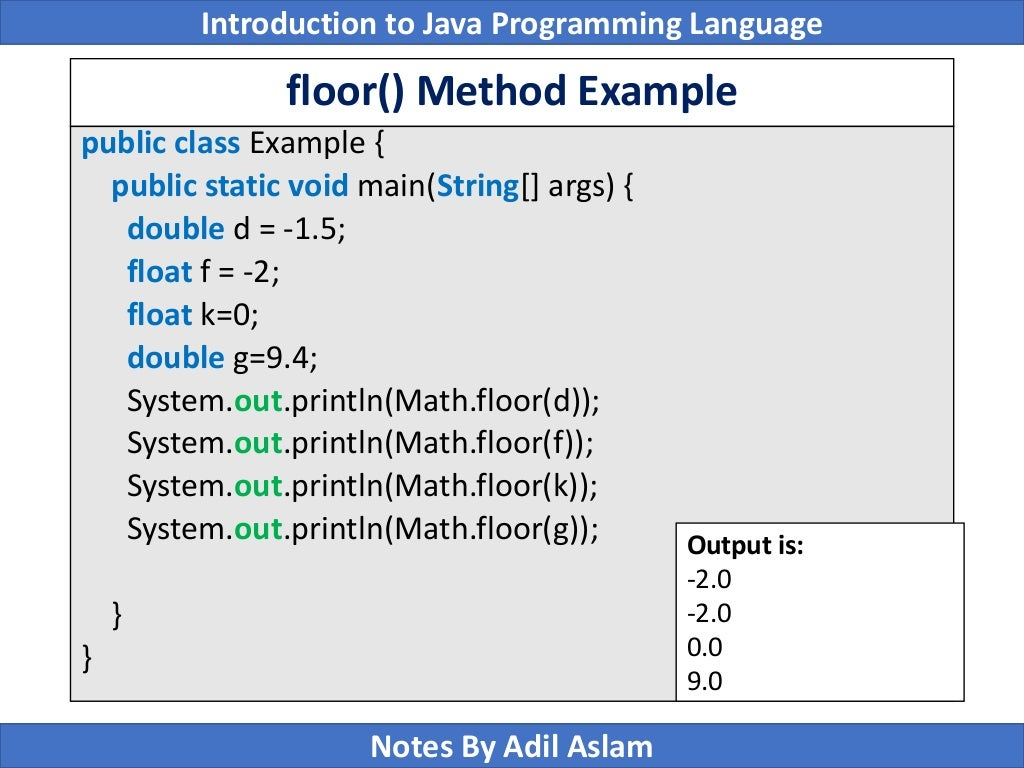 Introduction to Java Programming Language
floor() Method Example
public class Example {
public static void main(String[] args) {
double d = -1.5;
float f = -2;
float k=0;
double g=9.4;
System.out.println(Math.floor(d));
System.out.println(Math.floor(f));
System.out.println(Math.floor(k));
System.out.println(Math.floor(g));
}
}
Output is:
-2.0
-2.0
0.0
9.0
Notes By Adil Aslam